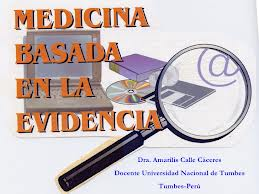 MEDICINA
BASADA
EN LA
EVIDENCIA
@
Dra. Amarilis Calle Cáceres
Docente Universidad Nacional de Tumbes
Tumbes-Perú